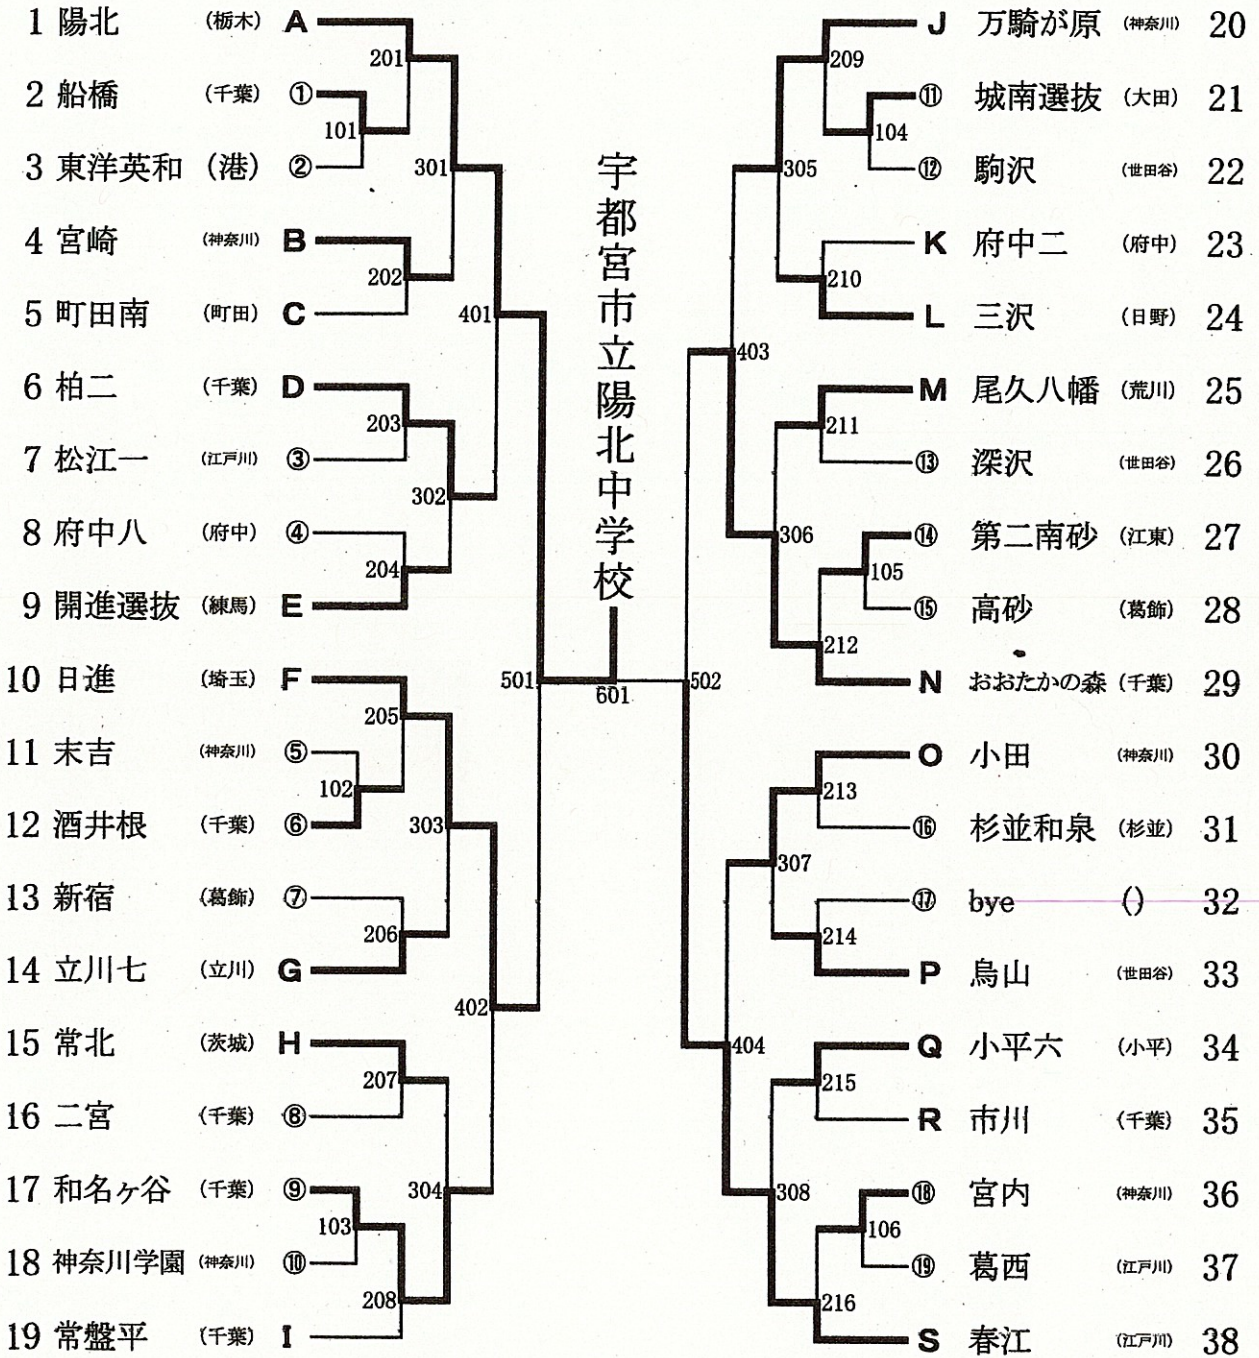 1 陽北 (栃木) A
201
2 船橋 (千葉) ①
101
3 東洋英和 (港) ②
301
4 宮崎 (神奈川) B
202
5 町田南 (町田) C
401
6 柏二 (千葉) D
203
7 松江一 (江戸川) ③
302
8 府中八 (府中) ④
204
9 開進選抜 (練馬) E
10 日進 (埼玉) F
501
205
11 末吉 (神奈川) ⑤
102
12 酒井根 (千葉) ⑥
303
13 新宿 (葛飾) ⑦
206
14 立川七 (立川) G
402
15 常北 (茨城) H
207
16 二宮 (千葉) ⑧
17 和名ヶ谷 (千葉) ⑨
304
103
18 神奈川学園 (神奈川) ⑩
208
19 常盤平 (千葉) I
宇都宮市立陽北中学校
601
J 万騎が原 (神奈川) 20
209
⑪ 城南選抜 (大田) 21
104
⑫ 駒沢 (世田谷) 22
305
K 府中二 (府中) 23
210
L 三沢 (日野) 24
403
M 尾久八幡 (荒川) 25
211
⑬ 深沢 (世田谷) 26
306
⑭ 第二南砂 (江東) 27
105
⑮ 高砂 (葛飾) 28
212
N おおたかの森 (千葉) 29
502
O 小田 (神奈川) 30
213
⑯ 杉並和泉 (杉並) 31
307
⑰ bye () 32
214
P 烏山 (世田谷) 33
404
Q 小平六 (小平) 34
215
R 市川 (千葉) 35
308
⑱ 宮内 (神奈川) 36
106
⑲ 葛西 (江戸川) 37
216
S 春江 (江戸川) 38